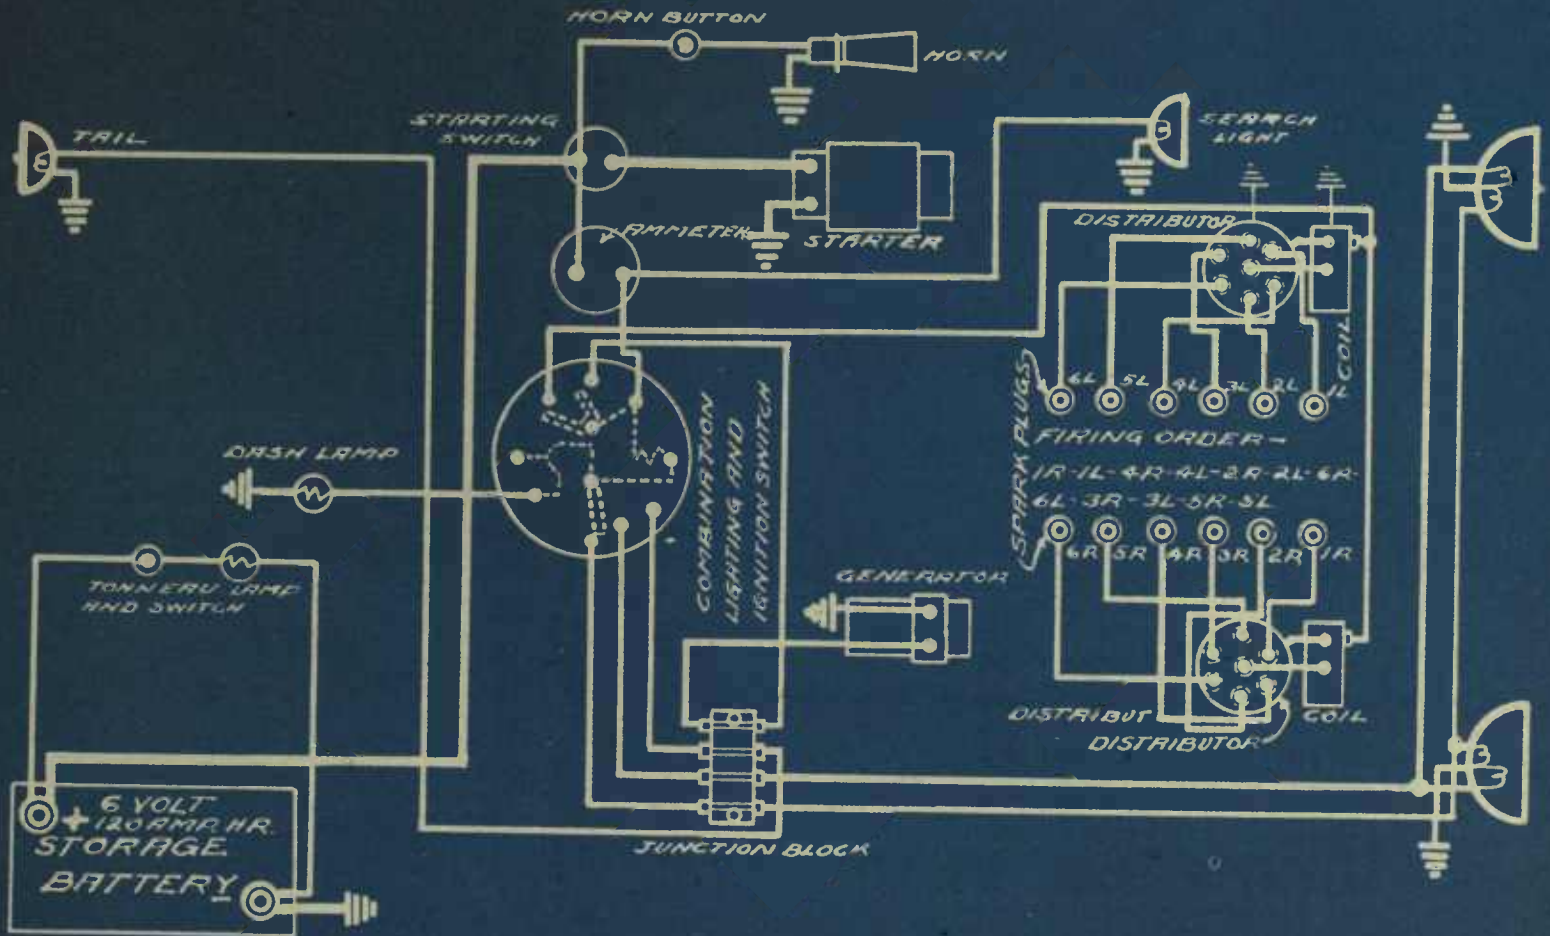 HORN BUTTON
HORN
TAIL
STARTING
SWITCH
SEARCH
LIGHT
AMMETER
STARTER
DISTRIBUTOR
COIL
SPARK PLUGS
6L 5L 4L 3L 2L 1L
FIRING ORDER-
1R-1L-4R-4L-2R-2L-6R-
6L-3R-3L-5R-5L
6R 5R 4R 3R 2R 1R
DASH LAMP
COMBINATION
LIGHTING AND
IGNITION SWITCH
TONNEAU LAMP
AND SWITCH
GENERATOR
DISTRIBUT
DISTRIBUTOR
COIL
+ 6 VOLT
120 AMP. HR.
STORAGE
BATTERY
JUNCTION BLOCK